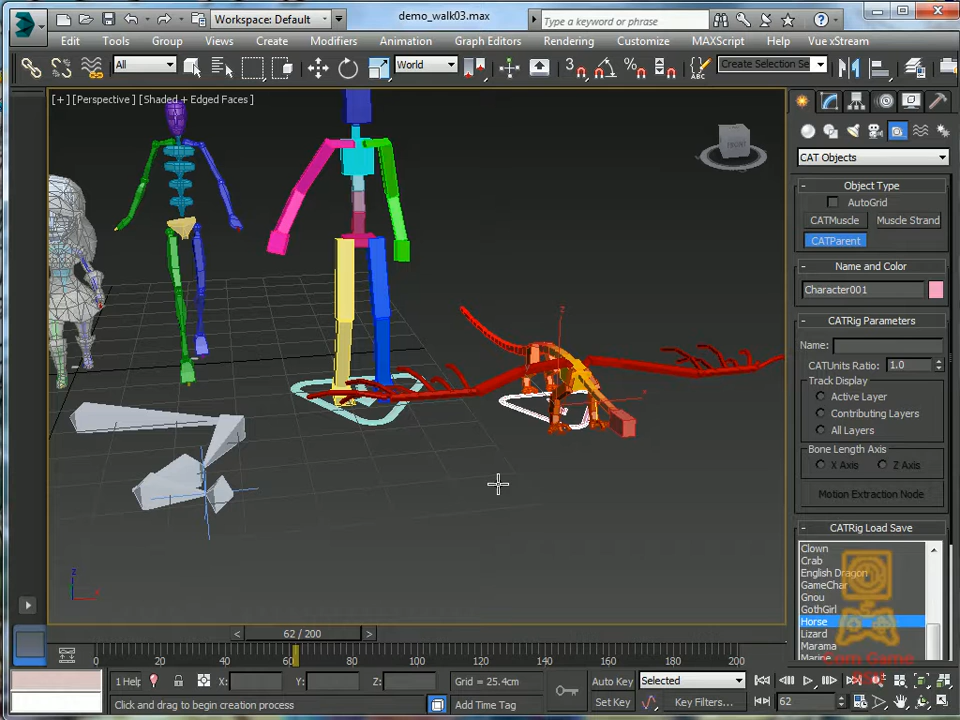 Workspace: Default
demo_walk03.max
Type a keyword or phrase
Edit Tools Group Views Create Modifiers Animation Graph Editors Rendering Customize MAXScript Help Vue xStream
All
World
Create Selection Se
[+] [Perspective] [Shaded + Edged Faces]
FRONT
CAT Objects
Object Type
AutoGrid
CATMuscle Muscle Strand
CATParent
Name and Color
Character001
CATRig Parameters
Name:
CATUnits Ratio: 1.0
Track Display
Active Layer
Contributing Layers
All Layers
Bone Length Axis
X Axis Z Axis
Motion Extraction Node
CATRig Load Save
Clown
Crab
English Dragon
GameChar
Gnou
GothGirl
Horse
Lizard
Marama
Marine
62 / 200
0 20 40 60 80 100 120 140 160 180 200
1 Help X: Y: Z: Grid = 25.4cm Auto Key Selected
Click and drag to begin creation process Add Time Tag Set Key Key Filters... 62